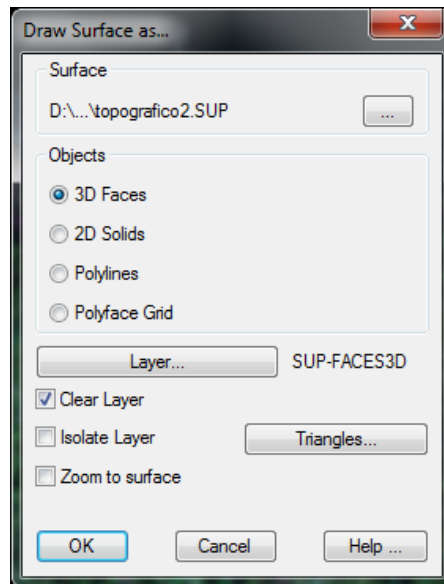 Draw Surface as...
Surface
D:\...\topografico2.SUP ...
Objects
3D Faces
2D Solids
Polylines
Polyface Grid
Layer... SUP-FACES3D
Clear Layer
Isolate Layer Triangles...
Zoom to surface
OK Cancel Help ...